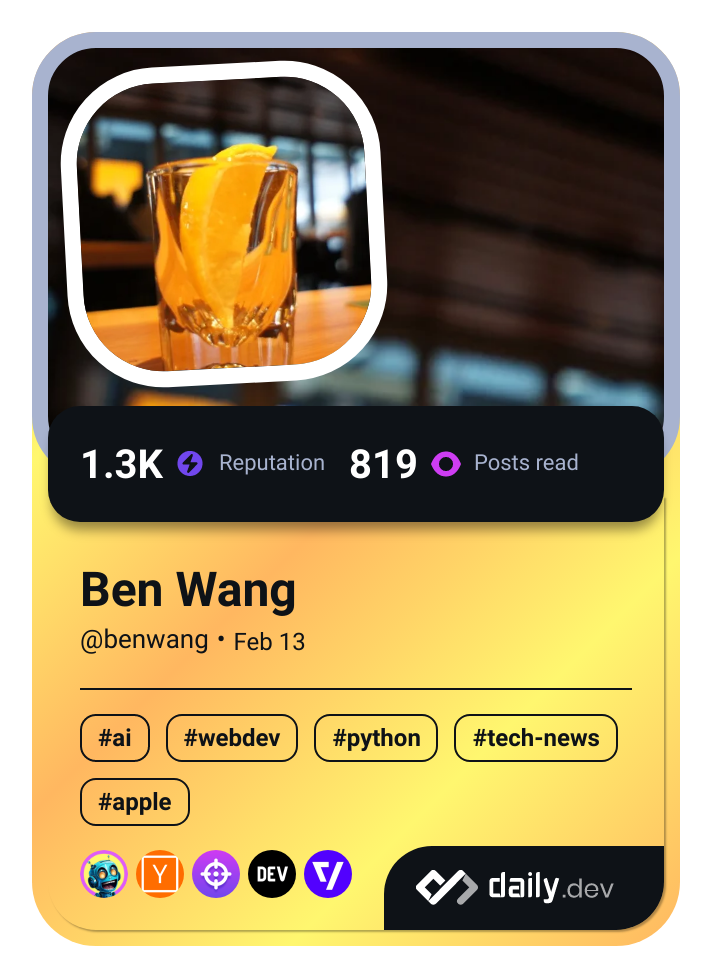 1.3K Reputation 819 Posts read
Ben Wang
@benwang • Feb 13
#ai #webdev #python #tech-news
#apple
Y DEV daily.dev